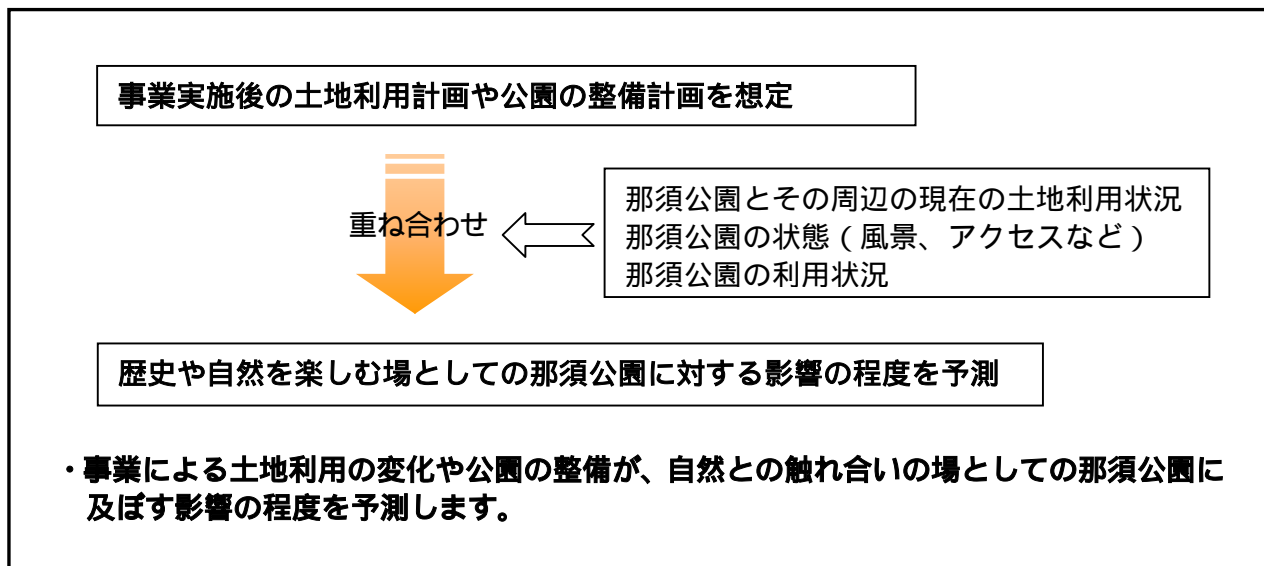 事業実施後の土地利用計画や公園の整備計画を想定
重ね合わせ
那須公園とその周辺の現在の土地利用状況
那須公園の状態（風景、アクセスなど）
那須公園の利用状況
歴史や自然を楽しむ場としての那須公園に対する影響の程度を予測
・事業による土地利用の変化や公園の整備が、自然との触れ合いの場としての那須公園に
及ぼす影響の程度を予測します。